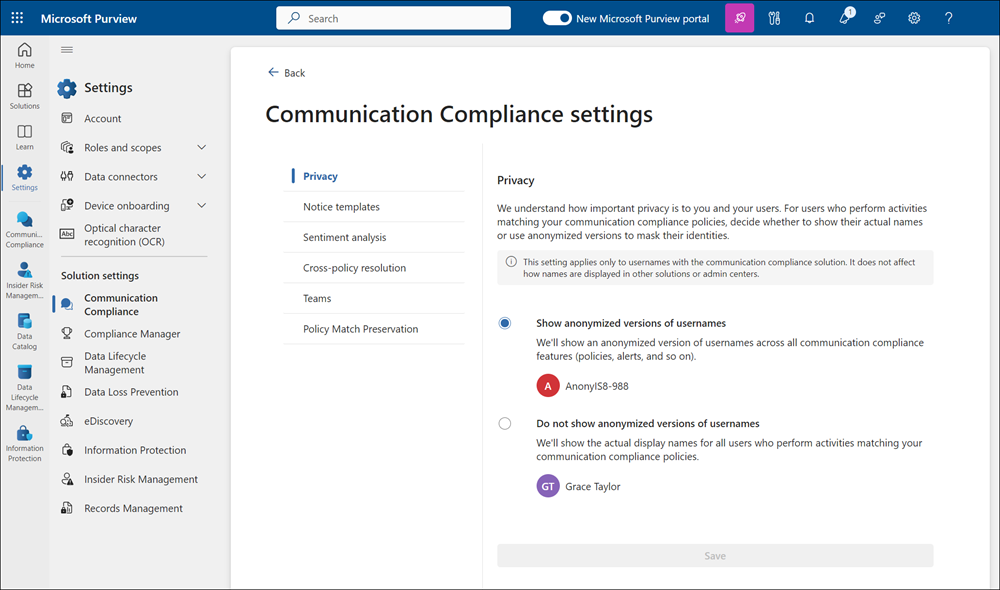 Microsoft Purview
Search
New Microsoft Purview portal
1
?
Home
Solutions
Learn
Settings
Communi...
Compliance
Insider Risk
Managem...
Data
Catalog
Data
Lifecycle
Managem...
Information
Protection
Settings
Account
Roles and scopes
Data connectors
Device onboarding
Abc
Optical character
recognition (OCR)
Solution settings
Communication
Compliance
Compliance Manager
Data Lifecycle
Management
Data Loss Prevention
eDiscovery
Information Protection
Insider Risk Management
Records Management
Back
Communication Compliance settings
Privacy
Notice templates
Sentiment analysis
Cross-policy resolution
Teams
Policy Match Preservation
Privacy
We understand how important privacy is to you and your users. For users who perform activities
matching your communication compliance policies, decide whether to show their actual names
or use anonymized versions to mask their identities.
This setting applies only to usernames with the communication compliance solution. It does not affect
how names are displayed in other solutions or admin centers.
Show anonymized versions of usernames
We'll show an anonymized version of usernames across all communication compliance
features (policies, alerts, and so on).
A AnonyIS8-988
Do not show anonymized versions of usernames
We'll show the actual display names for all users who perform activities matching your
communication compliance policies.
GT Grace Taylor
Save